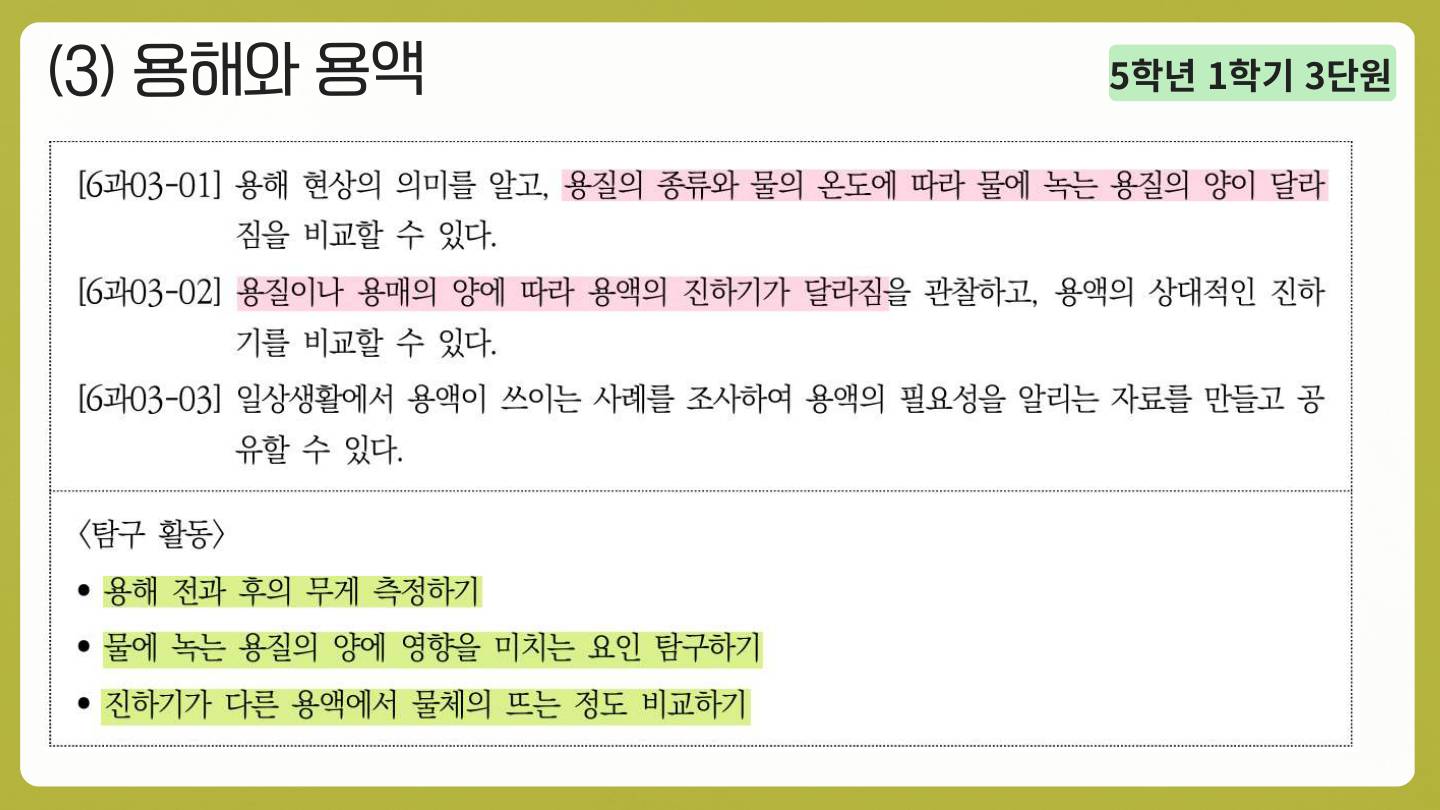 (3) 용해와 용액
5학년 1학기 3단원
[6과03-01] 용해 현상의 의미를 알고, 용질의 종류와 물의 온도에 따라 물에 녹는 용질의 양이 달라
짐을 비교할 수 있다.
[6과03-02] 용질이나 용매의 양에 따라 용액의 진하기가 달라짐을 관찰하고, 용액의 상대적인 진하
기를 비교할 수 있다.
[6과03-03] 일상생활에서 용액이 쓰이는 사례를 조사하여 용액의 필요성을 알리는 자료를 만들고 공
유할 수 있다.
〈탐구 활동〉
• 용해 전과 후의 무게 측정하기
• 물에 녹는 용질의 양에 영향을 미치는 요인 탐구하기
• 진하기가 다른 용액에서 물체의 뜨는 정도 비교하기